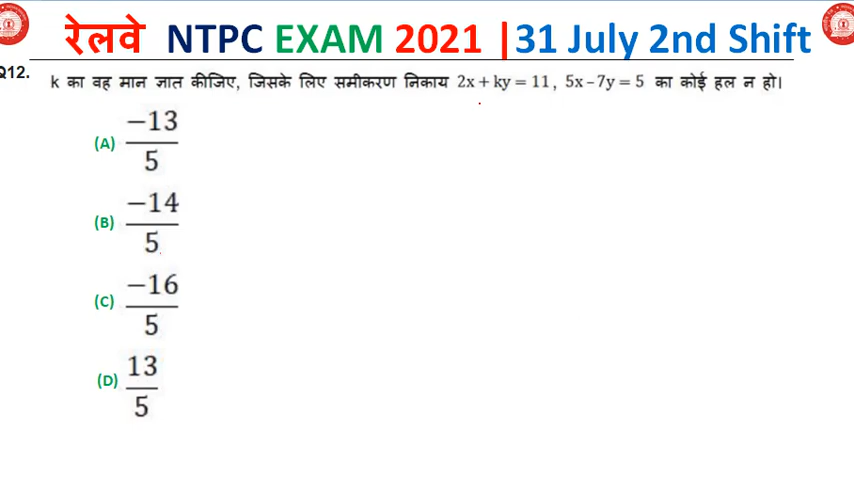 रेलवे NTPC EXAM 2021 |31 July 2nd Shift
Q12. k का वह मान ज्ञात कीजिए, जिसके लिए समीकरण निकाय 2x + ky = 11, 5x – 7y = 5 का कोई हल न हो।
(A) −13/5
(B) −14/5
(C) −16/5
(D) 13/5